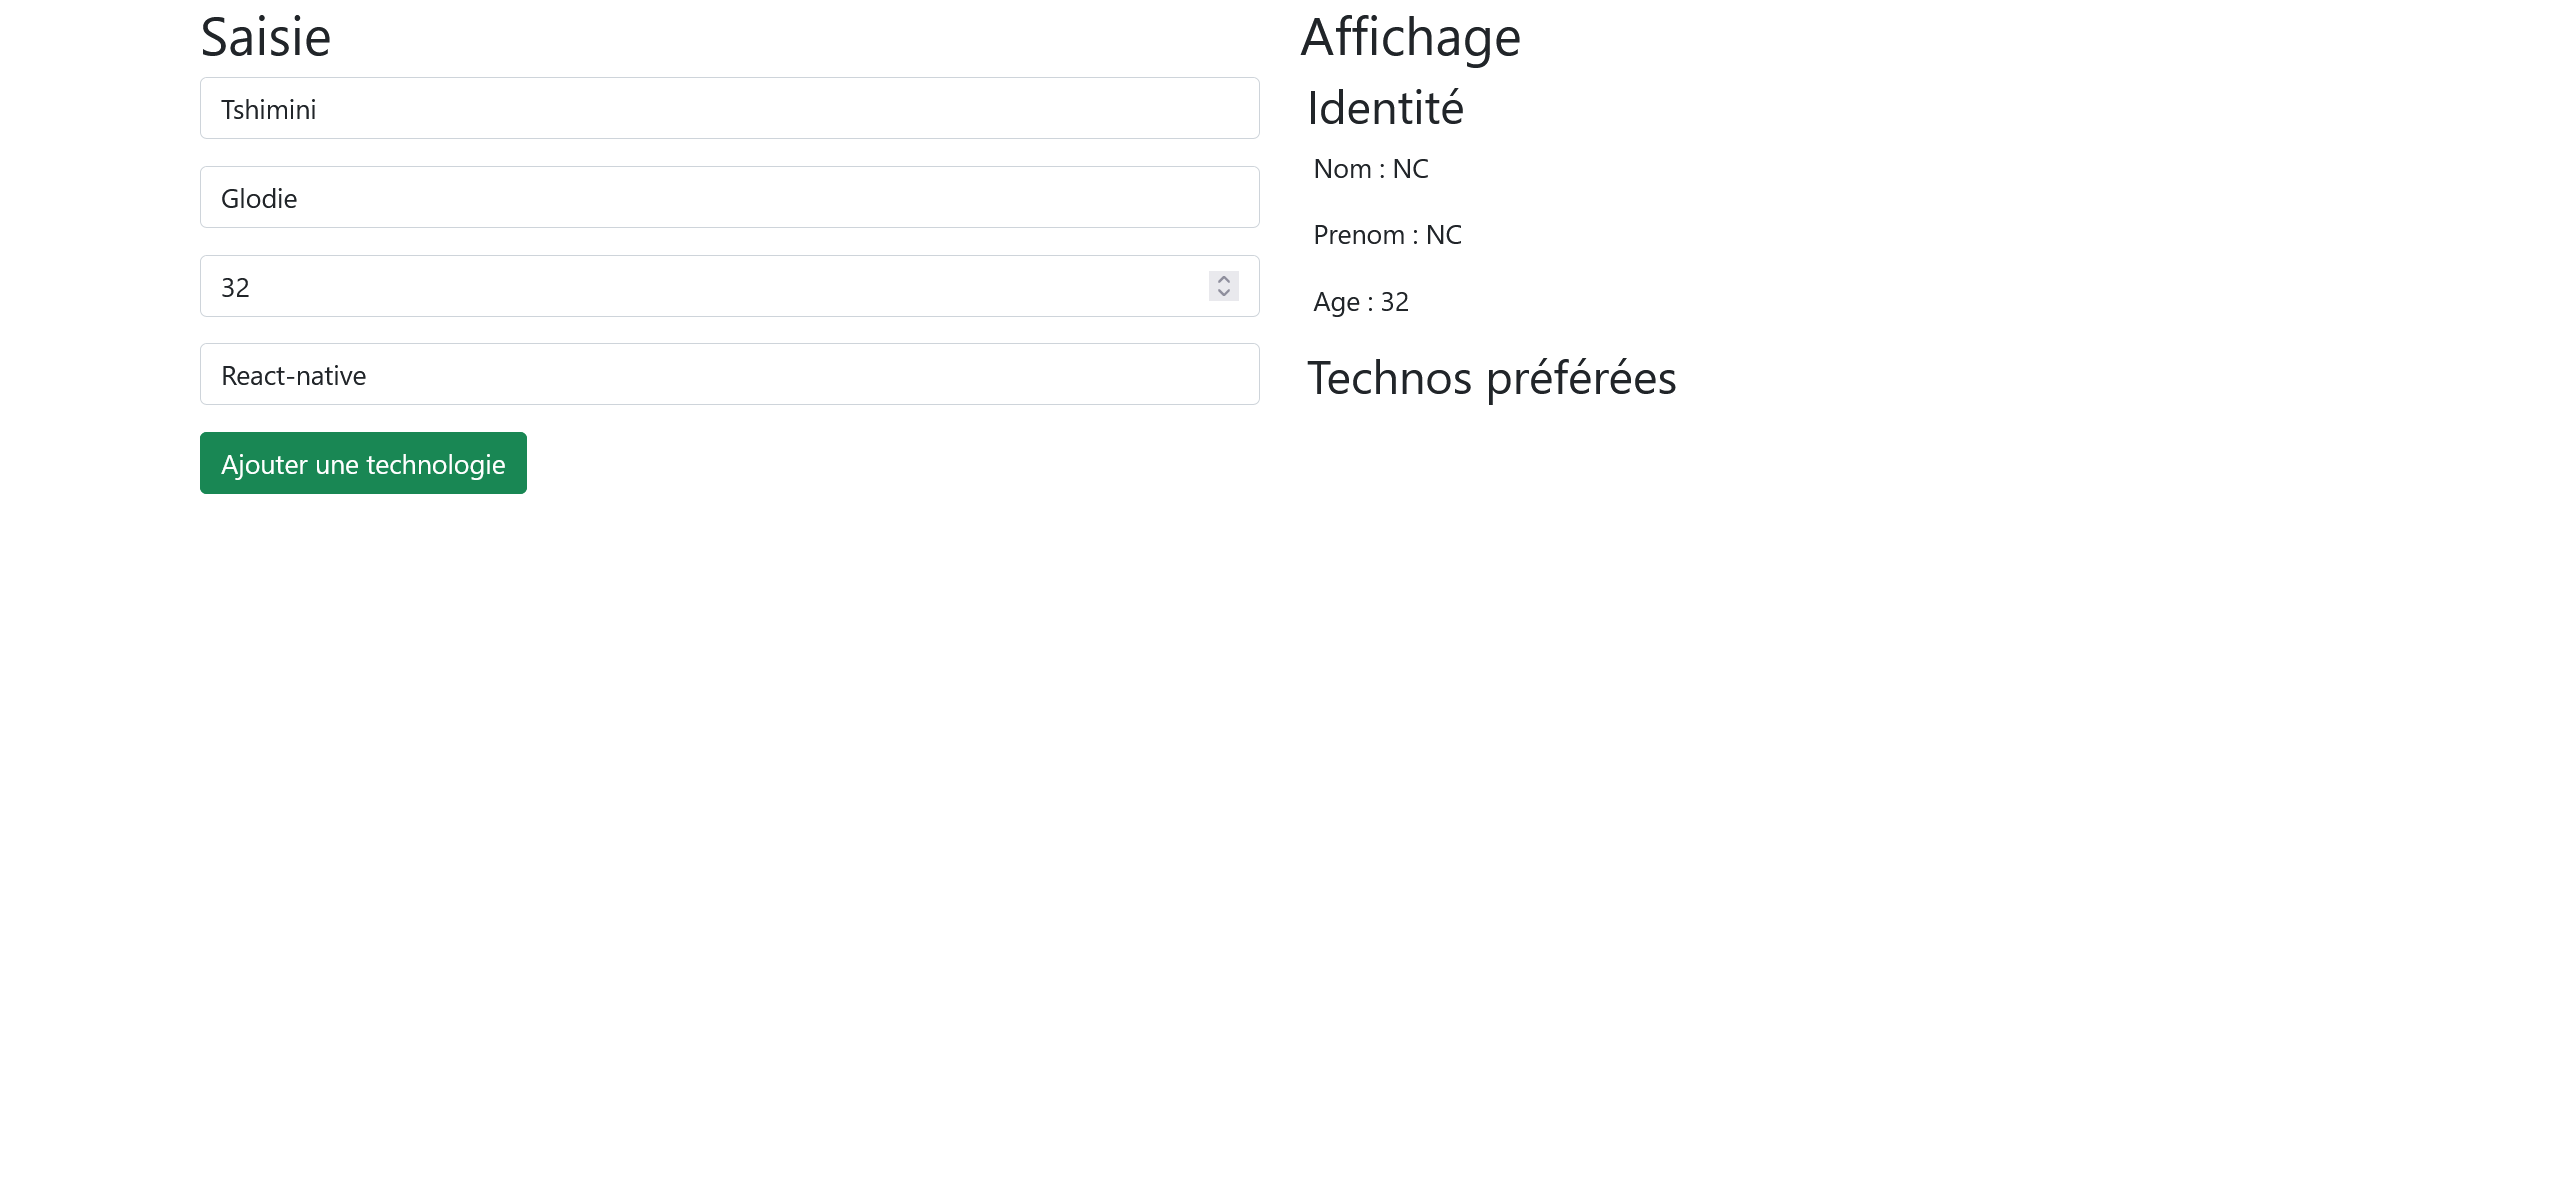 Saisie
Tshimini
Glodie
32
React-native
Ajouter une technologie
Affichage
Identité
Nom : NC
Prenom : NC
Age : 32
Technos préférées